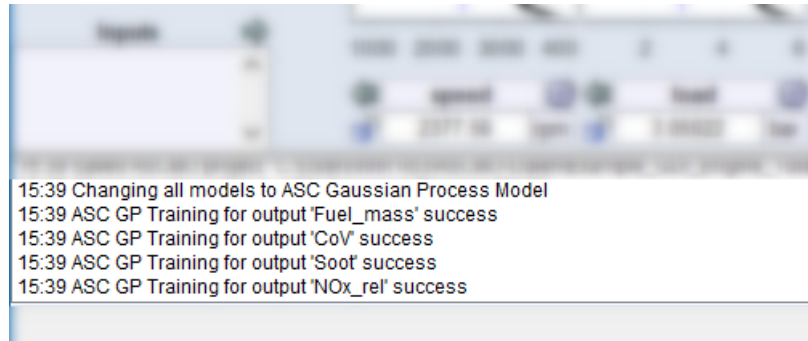 Inputs
1000 2000 3000 400
2 4 6
speed
load
2377.56 rpm
bar
15:39 Changing all models to ASC Gaussian Process Model
15:39 ASC GP Training for output 'Fuel_mass' success
15:39 ASC GP Training for output 'CoV' success
15:39 ASC GP Training for output 'Soot' success
15:39 ASC GP Training for output 'NOx_rel' success